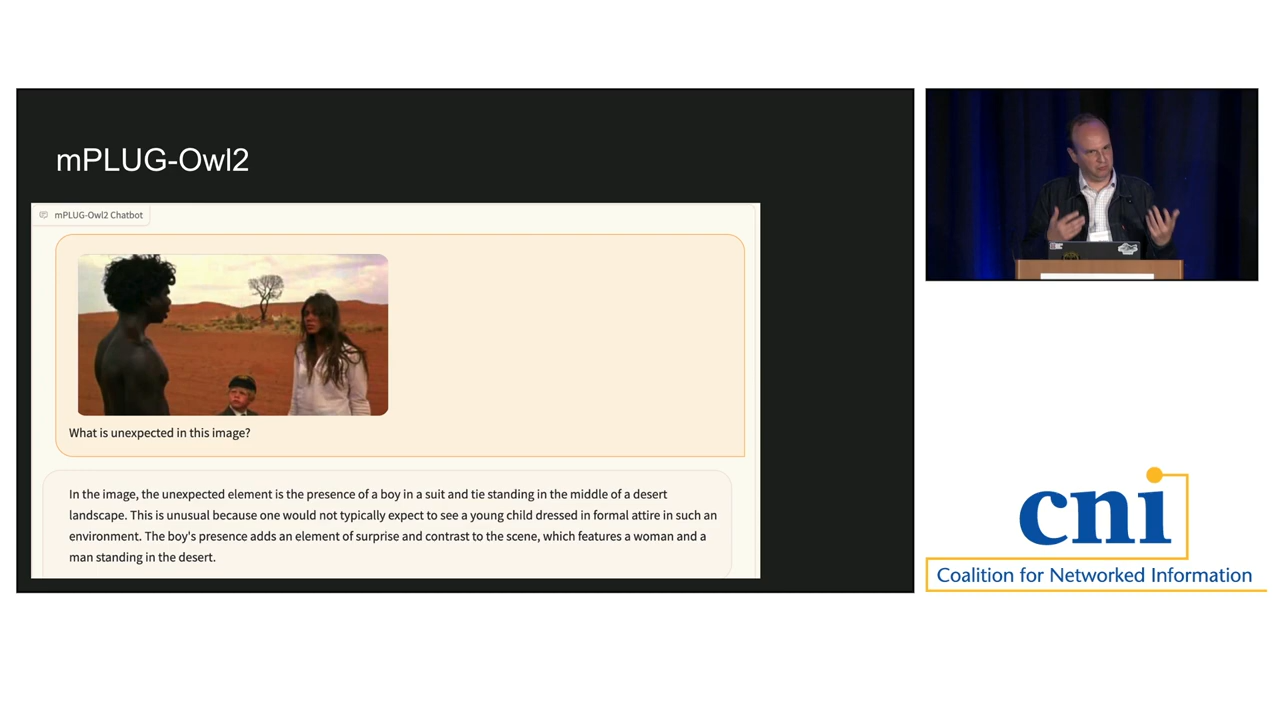 mPLUG-Owl2
mPLUG-Owl2 Chatbot
What is unexpected in this image?
In the image, the unexpected element is the presence of a boy in a suit and tie standing in the middle of a desert
landscape. This is unusual because one would not typically expect to see a young child dressed in formal attire in such an
environment. The boy's presence adds an element of surprise and contrast to the scene, which features a woman and a
man standing in the desert.
cni
Coalition for Networked Information